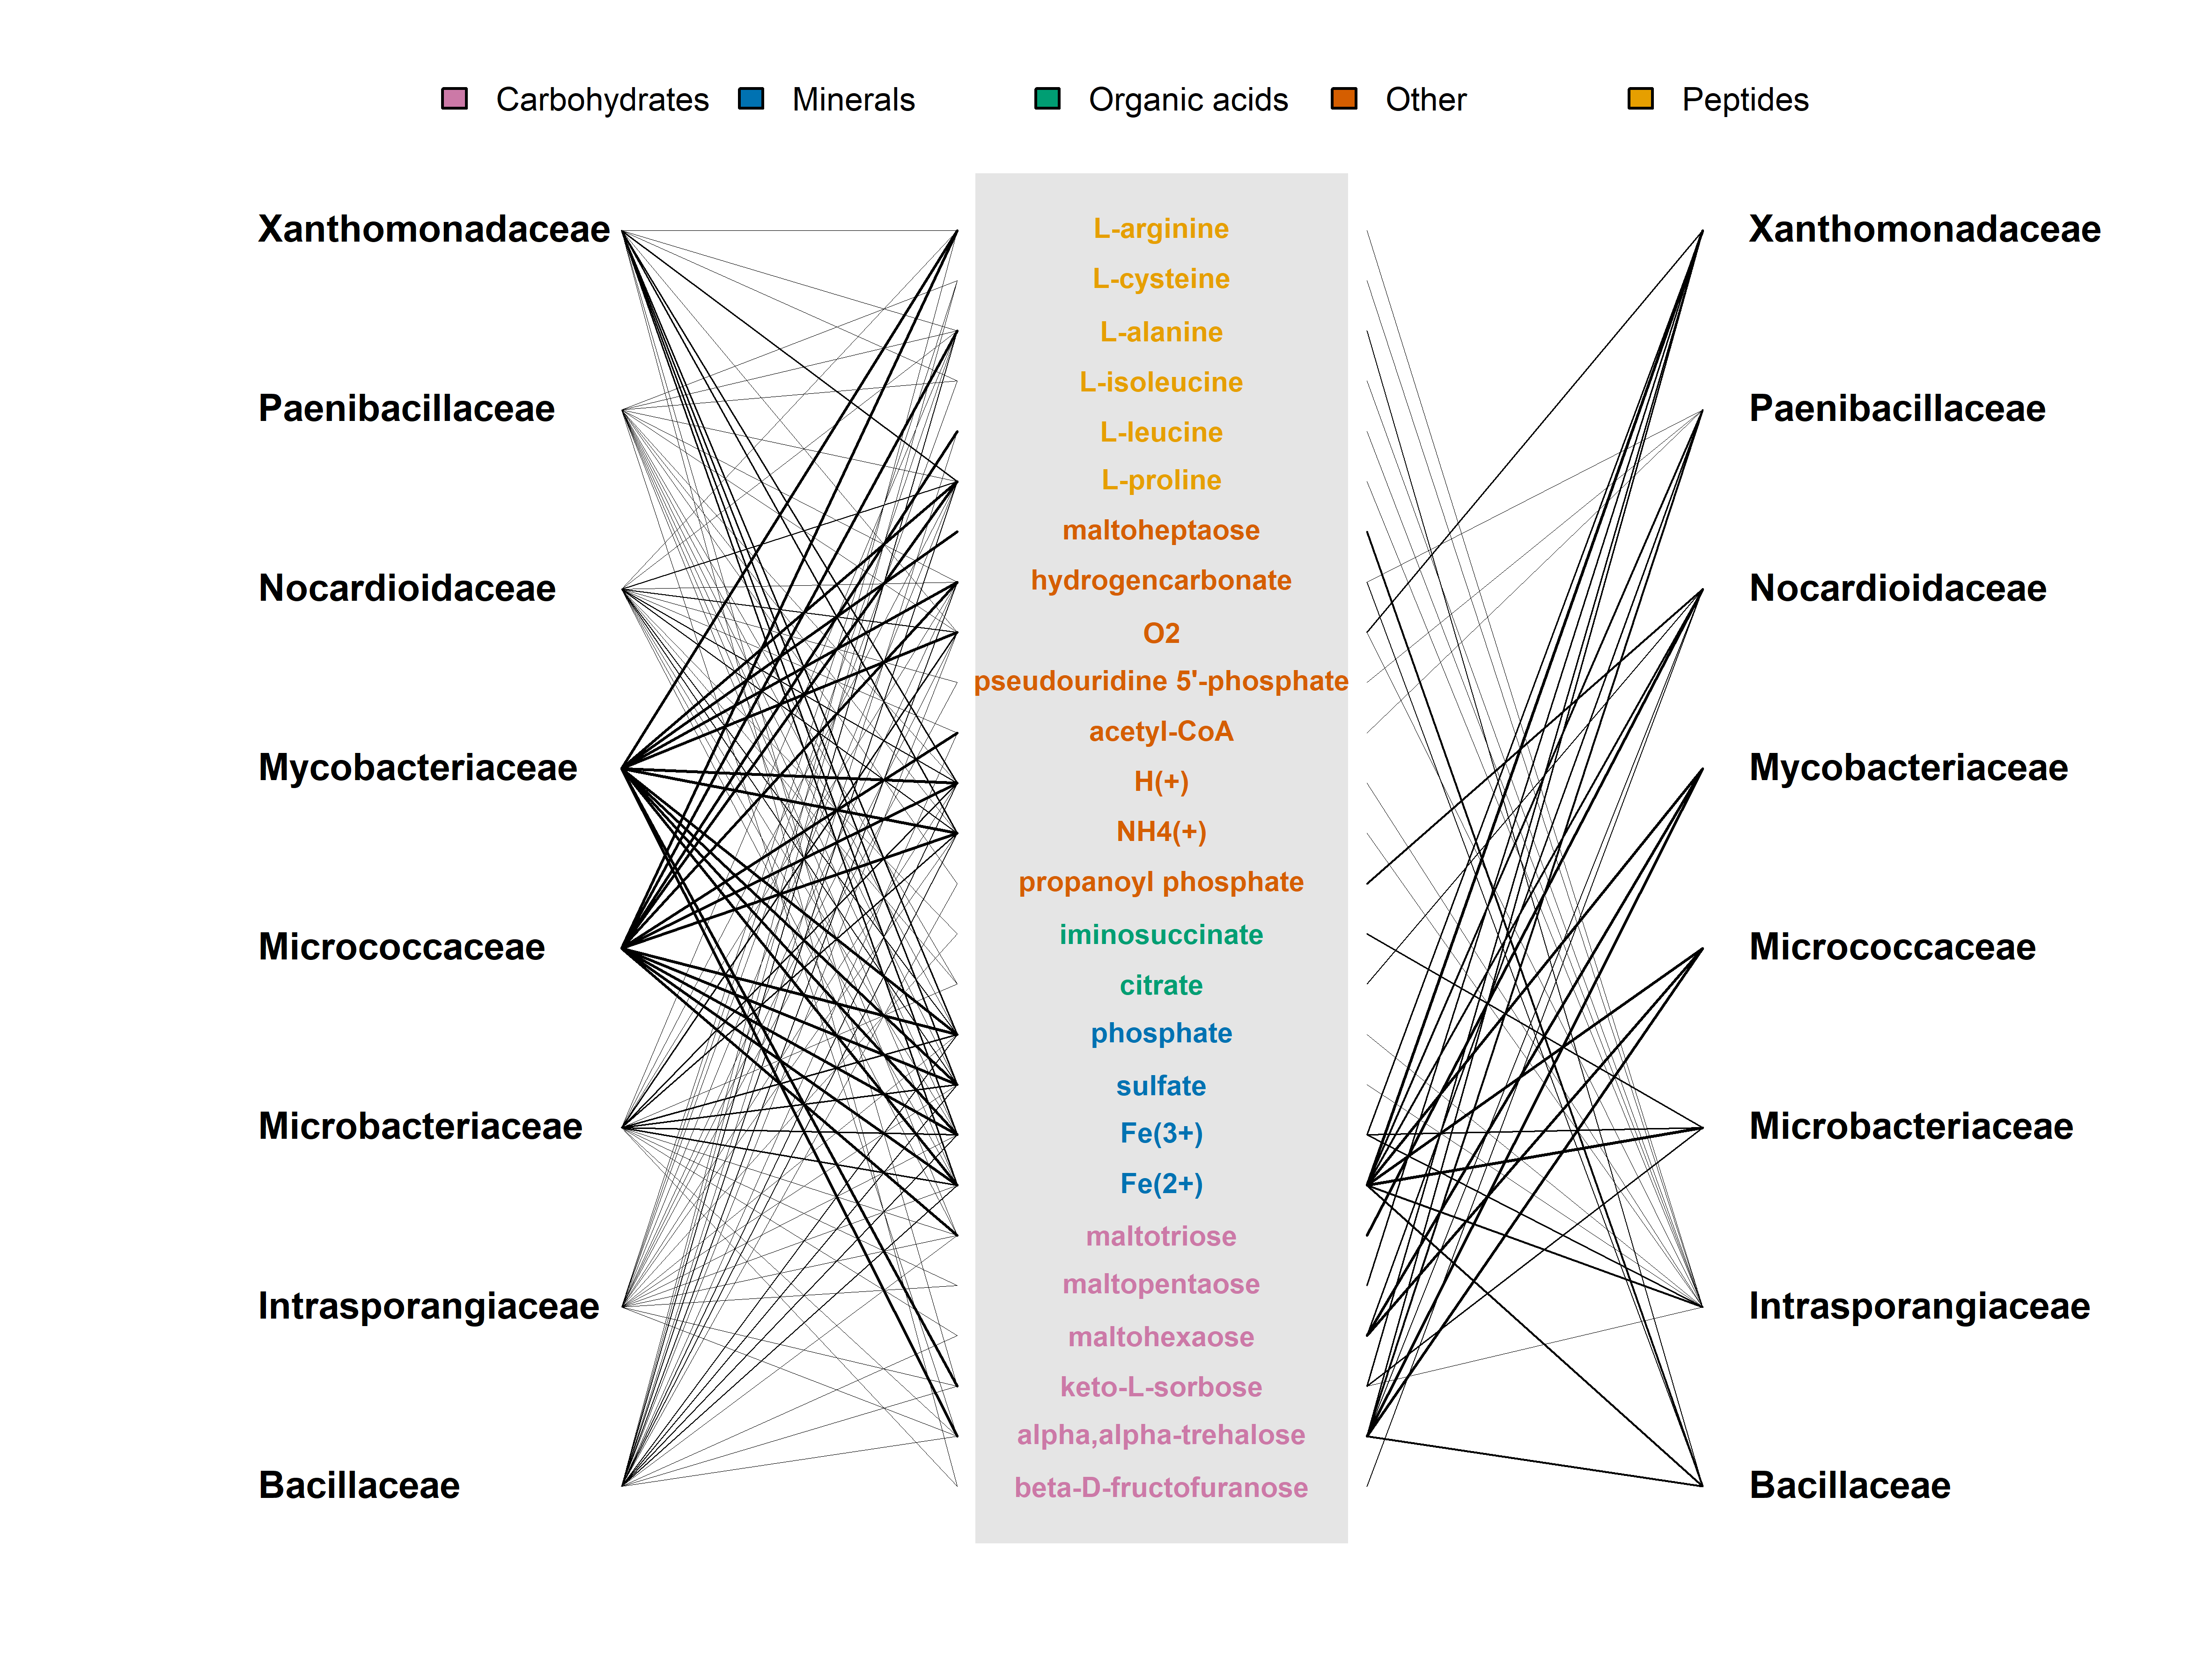 Carbohydrates Minerals Organic acids Other Peptides
Xanthomonadaceae
Paenibacillaceae
Nocardioidaceae
Mycobacteriaceae
Micrococcaceae
Microbacteriaceae
Intrasporangiaceae
Bacillaceae
L-arginine
L-cysteine
L-alanine
L-isoleucine
L-leucine
L-proline
maltoheptaose
hydrogencarbonate
O2
pseudouridine 5'-phosphate
acetyl-CoA
H(+)
NH4(+)
propanoyl phosphate
iminosuccinate
citrate
phosphate
sulfate
Fe(3+)
Fe(2+)
maltotriose
maltopentaose
maltohexaose
keto-L-sorbose
alpha,alpha-trehalose
beta-D-fructofuranose
Xanthomonadaceae
Paenibacillaceae
Nocardioidaceae
Mycobacteriaceae
Micrococcaceae
Microbacteriaceae
Intrasporangiaceae
Bacillaceae